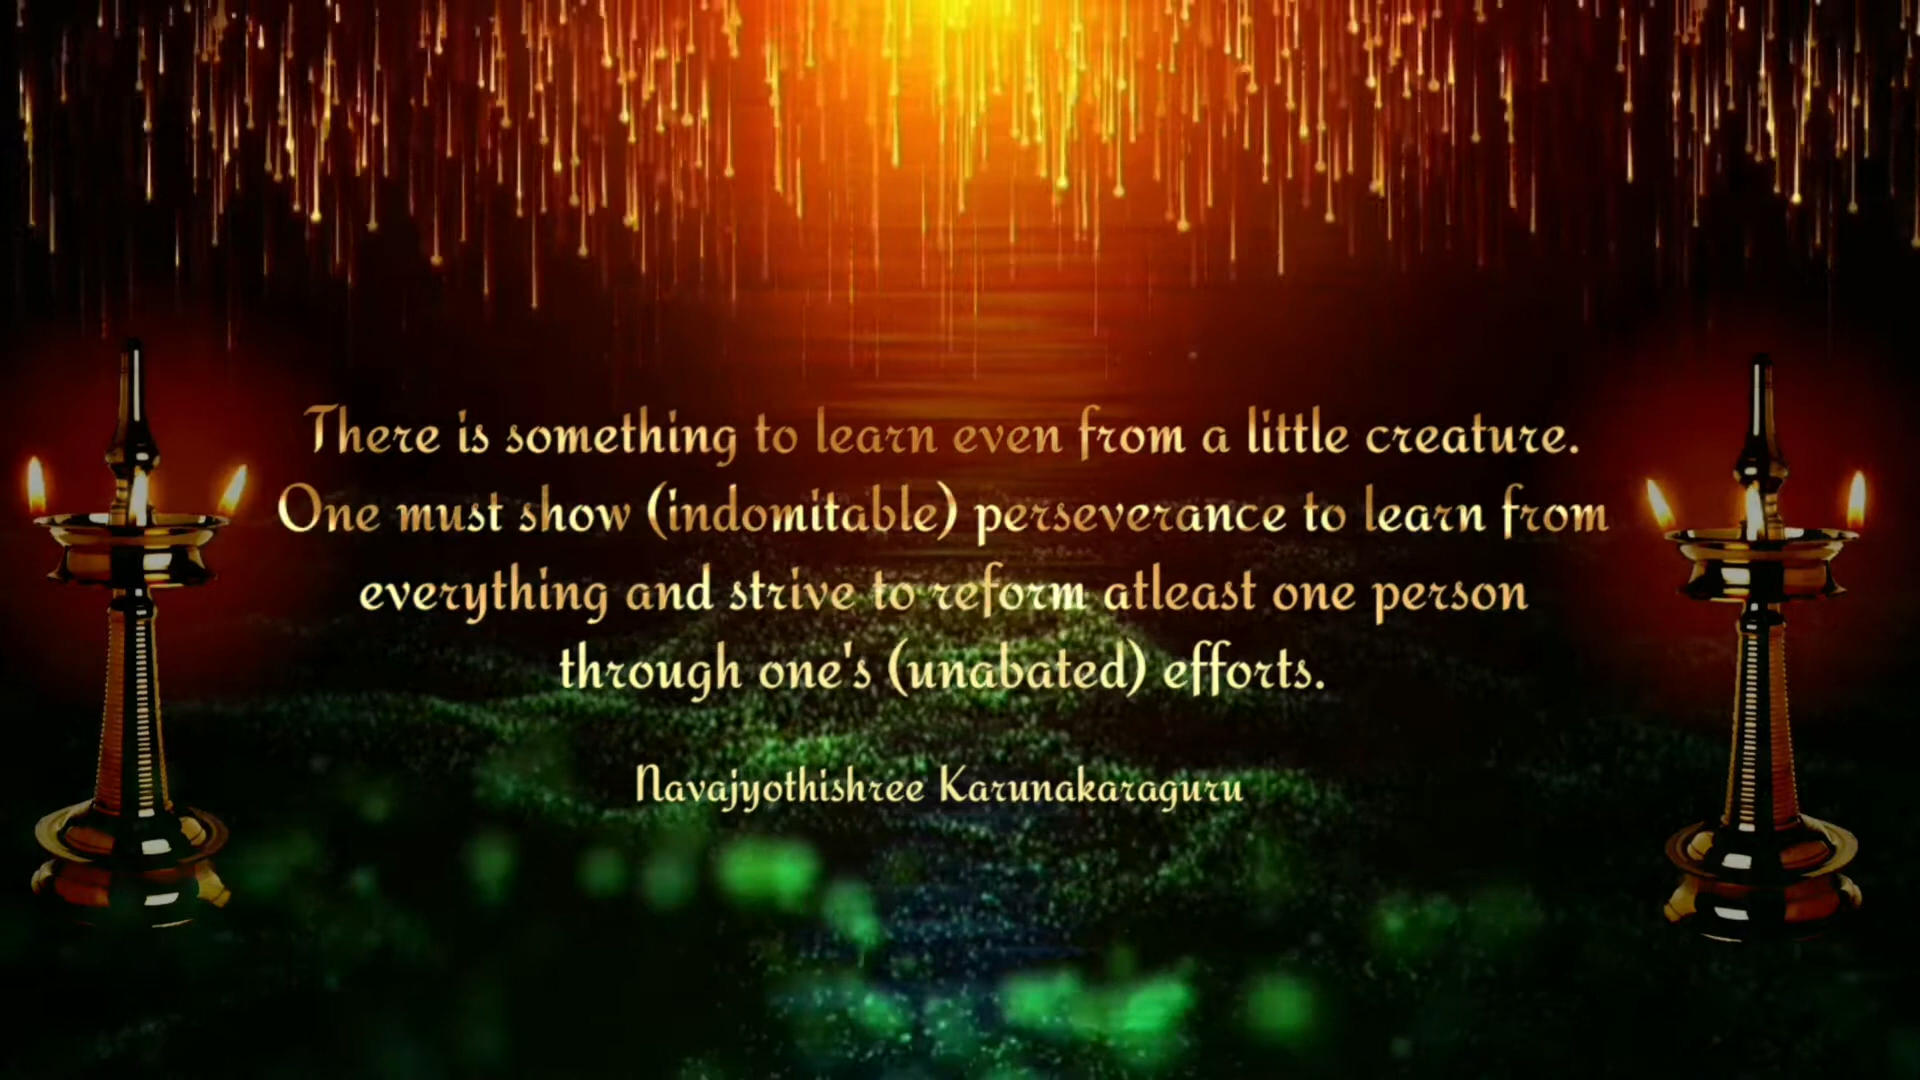 There is something to learn even from a little creature.
One must show (indomitable) perseverance to learn from
everything and strive to reform atleast one person
through one's (unabated) efforts.
Navajyothishree Karunakaraguru